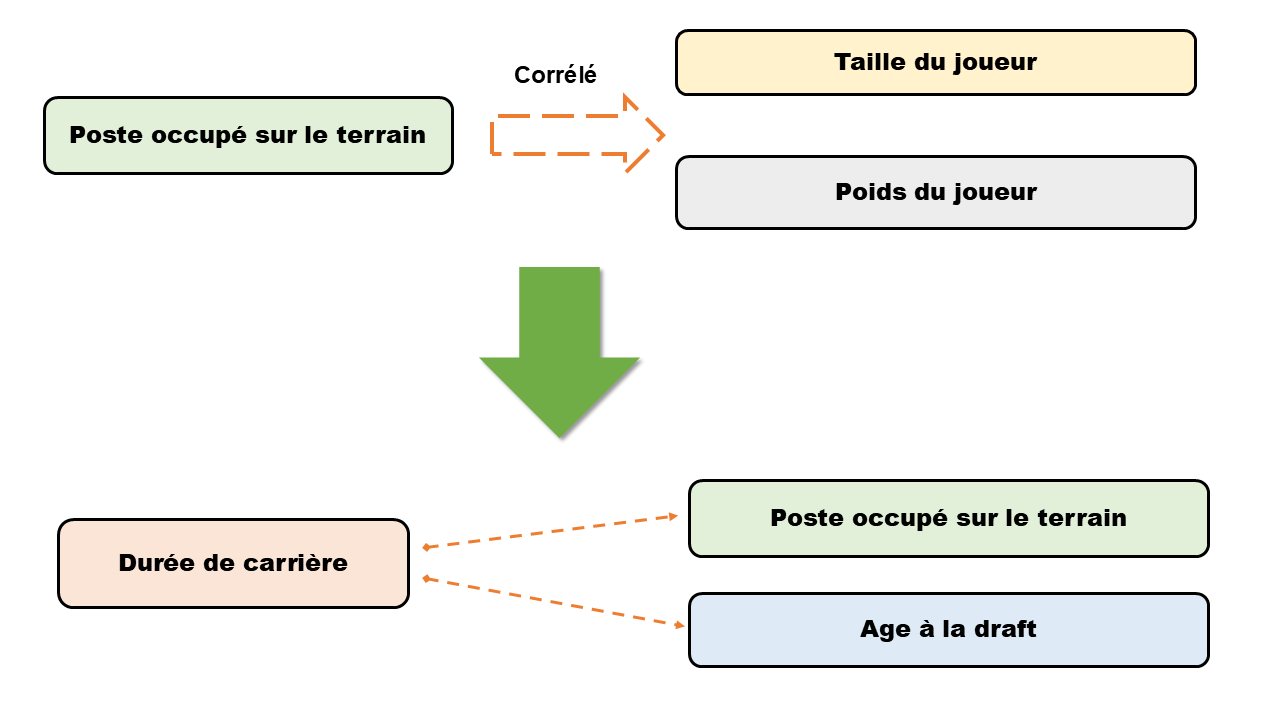 Taille du joueur
Corrélé
Poste occupé sur le terrain
Poids du joueur
Poste occupé sur le terrain
Durée de carrière
Age à la draft